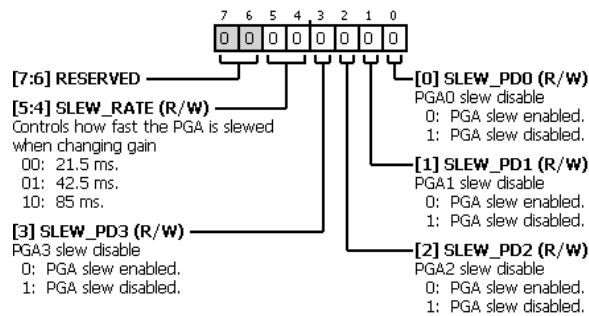 7 6 5 4 3 2 1 0
0 0 0 0 0 0 0 0
[7:6] RESERVED
[5:4] SLEW_RATE (R/W)
Controls how fast the PGA is slewed
when changing gain
00: 21.5 ms.
01: 42.5 ms.
10: 85 ms.
[3] SLEW_PD3 (R/W)
PGA3 slew disable
0: PGA slew enabled.
1: PGA slew disabled.
[0] SLEW_PD0 (R/W)
PGA0 slew disable
0: PGA slew enabled.
1: PGA slew disabled.
[1] SLEW_PD1 (R/W)
PGA1 slew disable
0: PGA slew enabled.
1: PGA slew disabled.
[2] SLEW_PD2 (R/W)
PGA2 slew disable
0: PGA slew enabled.
1: PGA slew disabled.